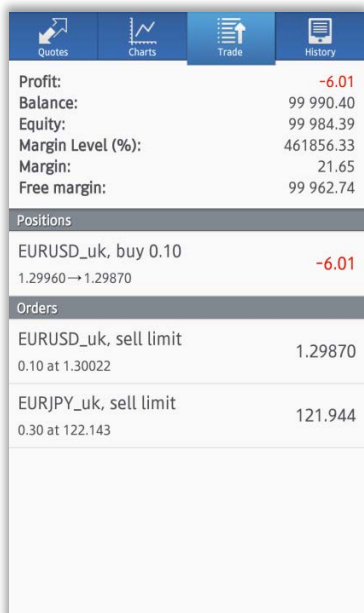 Quotes Charts Trade History
Profit: -6.01
Balance: 99 990.40
Equity: 99 984.39
Margin Level (%): 461856.33
Margin: 21.65
Free margin: 99 962.74
Positions
EURUSD_uk, buy 0.10 -6.01
1.29960→1.29870
Orders
EURUSD_uk, sell limit 1.29870
0.10 at 1.30022
EURJPY_uk, sell limit 121.944
0.30 at 122.143